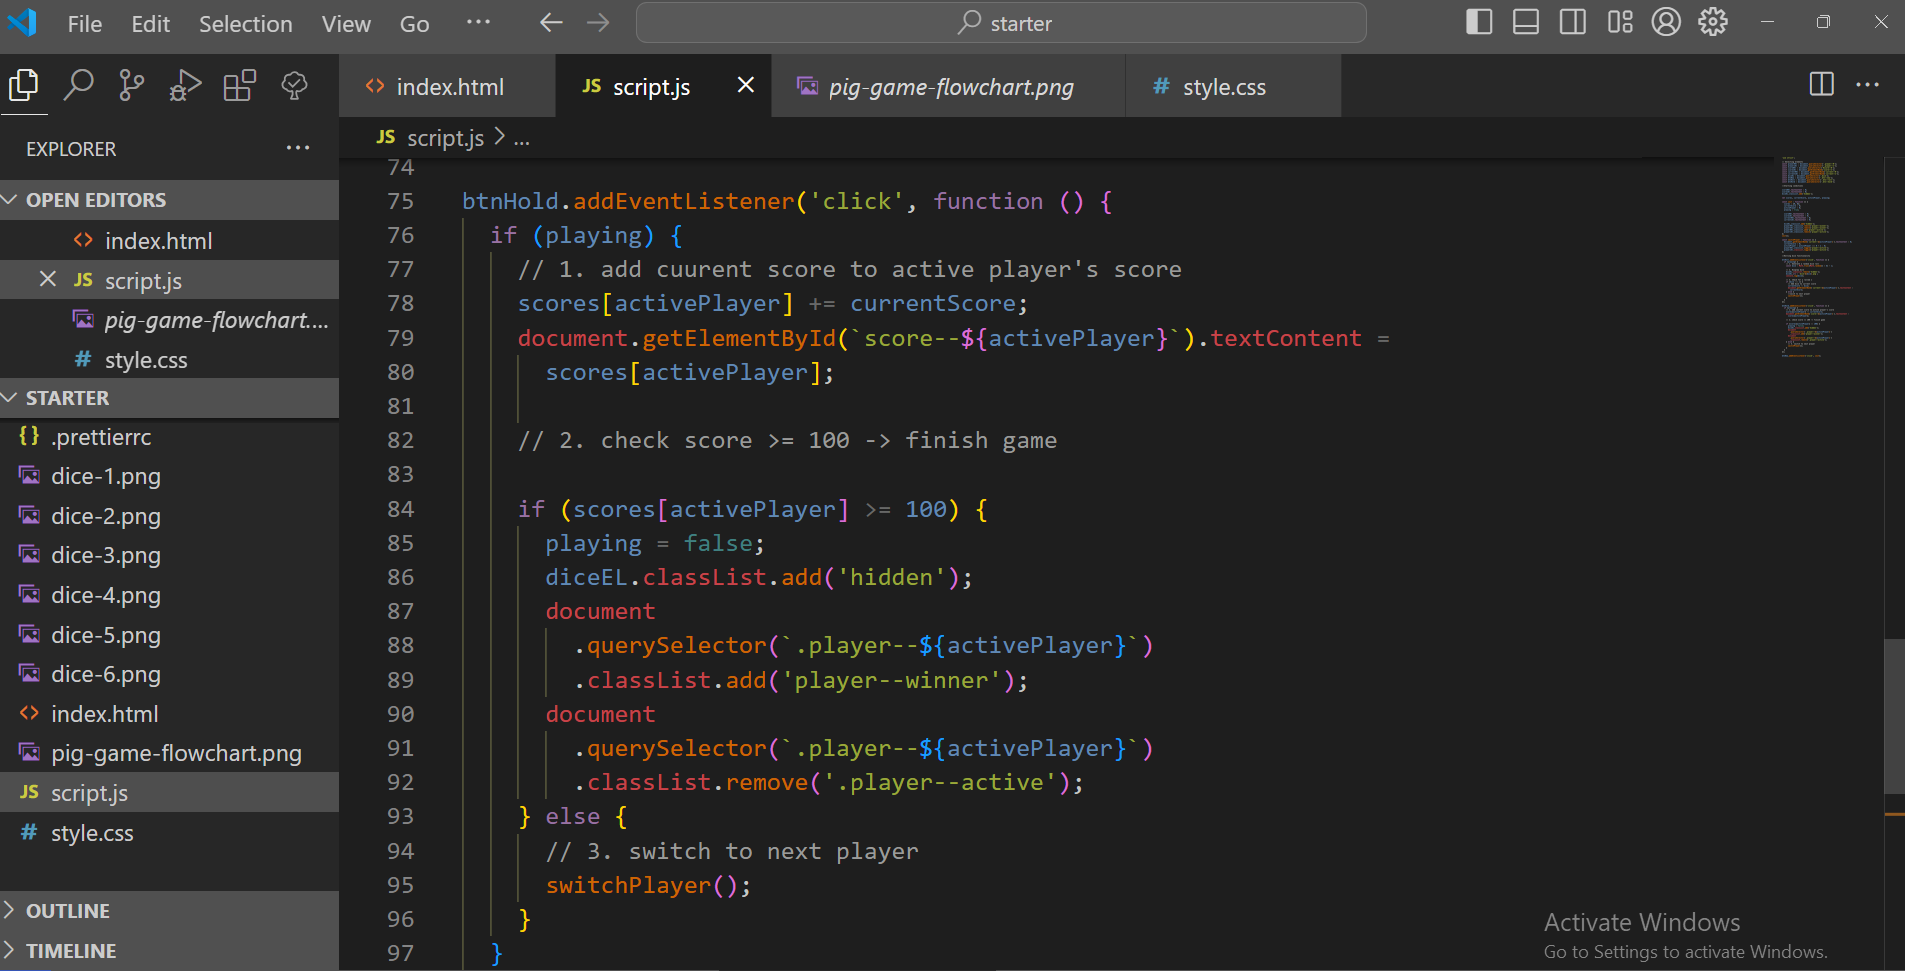 File Edit Selection View Go ··· starter
index.html JS script.js pig-game-flowchart.png # style.css
EXPLORER ···
JS script.js > ...
OPEN EDITORS
index.html
JS script.js
pig-game-flowchart....
# style.css
STARTER
{} .prettierrc
dice-1.png
dice-2.png
dice-3.png
dice-4.png
dice-5.png
dice-6.png
index.html
pig-game-flowchart.png
JS script.js
# style.css
OUTLINE
TIMELINE
74
75 btnHold.addEventListener('click', function () {
76 if (playing) {
77 // 1. add cuurent score to active player's score
78 scores[activePlayer] += currentScore;
79 document.getElementById(`score--${activePlayer}`).textContent =
80 scores[activePlayer];
81
82 // 2. check score >= 100 -> finish game
83
84 if (scores[activePlayer] >= 100) {
85 playing = false;
86 diceEL.classList.add('hidden');
87 document
88 .querySelector(`.player--${activePlayer}`)
89 .classList.add('player--winner');
90 document
91 .querySelector(`.player--${activePlayer}`)
92 .classList.remove('.player--active');
93 } else {
94 // 3. switch to next player
95 switchPlayer();
96 }
97 }
Activate Windows
Go to Settings to activate Windows.